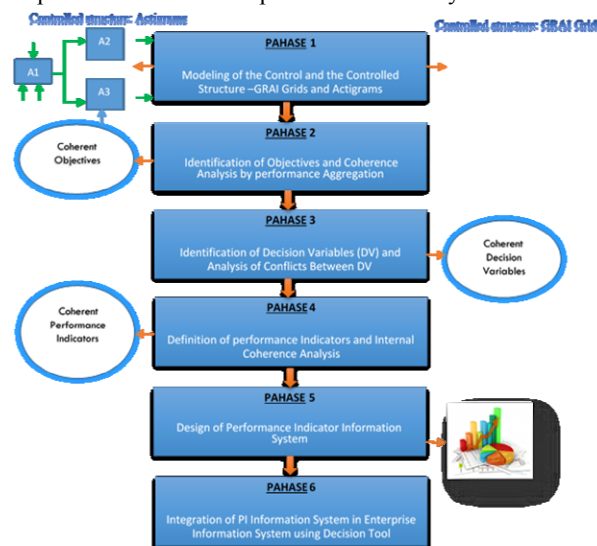 Controlled structure: Actigrams
Controlled structure: GRAI Grid
A1
A2
A3
PAHASE 1
Modeling of the Control and the Controlled
Structure –GRAI Grids and Actigrams
PAHASE 2
Identification of Objectives and Coherence
Analysis by performance Aggregation
Coherent
Objectives
PAHASE 3
Identification of Decision Variables (DV) and
Analysis of Conflicts Between DV
Coherent
Decision
Variables
PAHASE 4
Definition of performance Indicators and Internal
Coherence Analysis
Coherent
Performance
Indicators
PAHASE 5
Design of Performance Indicator Information
System
PAHASE 6
Integration of PI Information System in Enterprise
Information System using Decision Tool